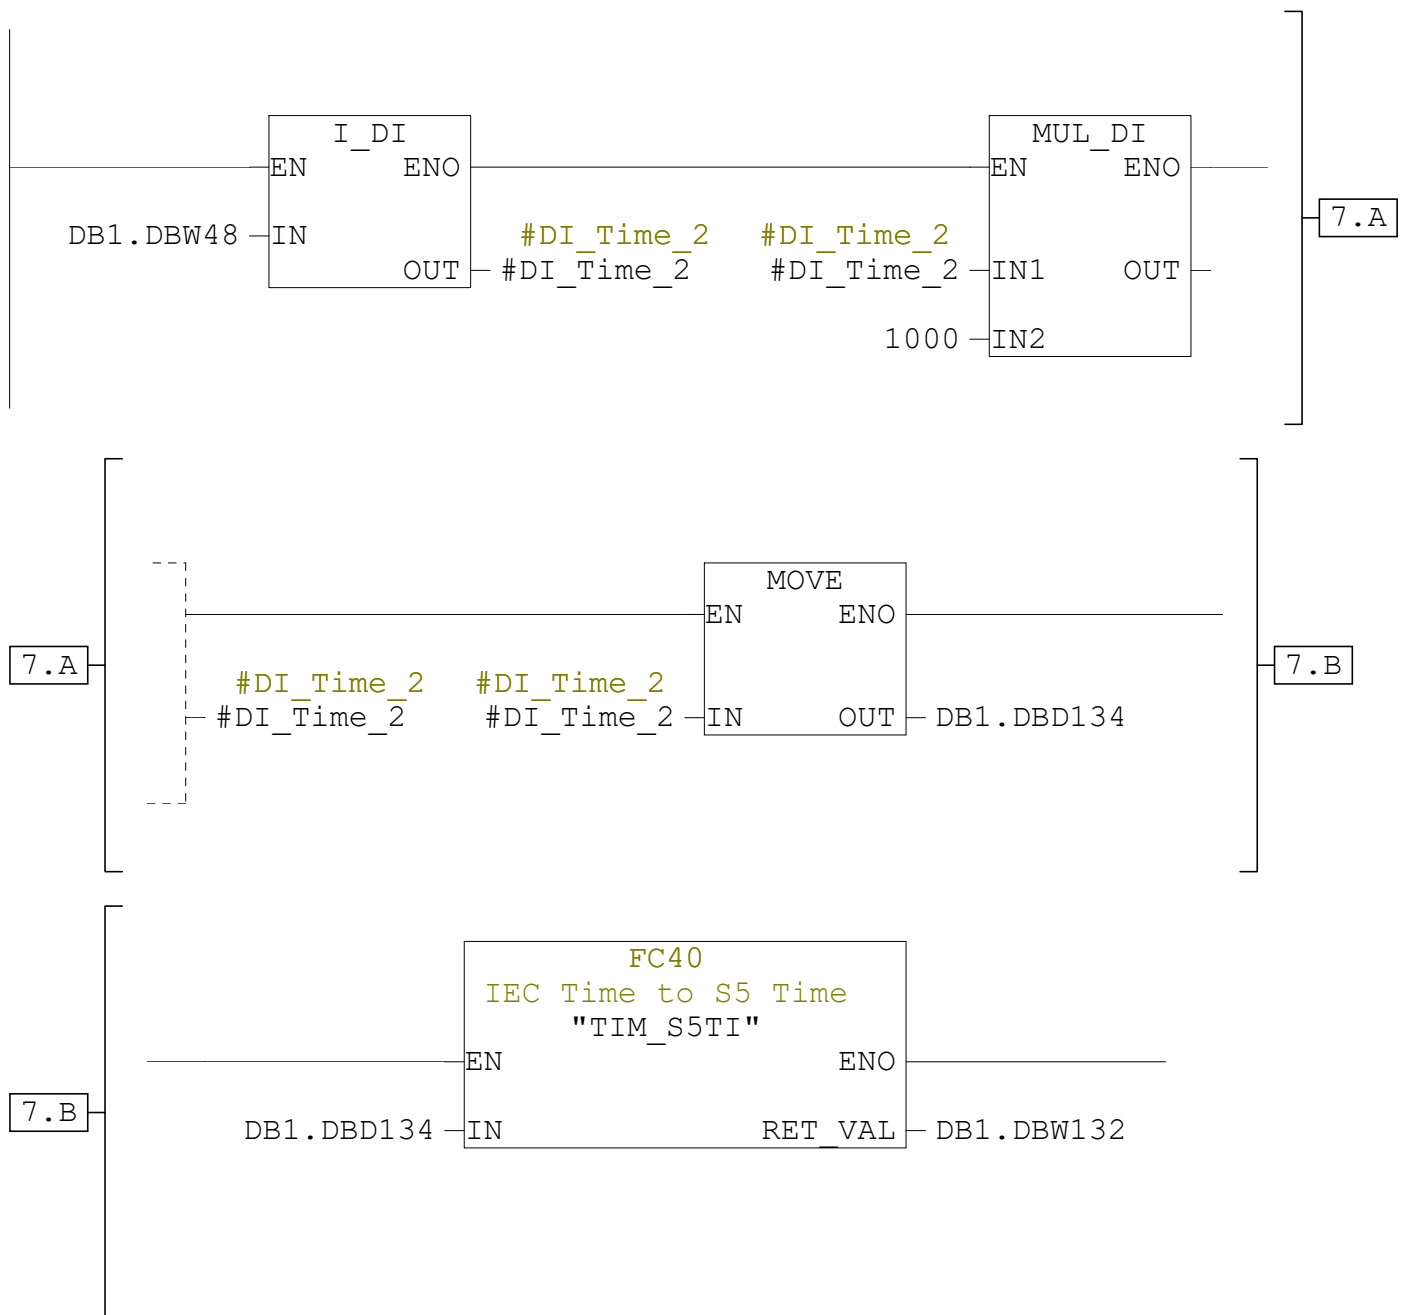 I_DI
MUL_DI
EN ENO
EN ENO
7.A
DB1.DBW48 IN
#DI_Time_2 #DI_Time_2
OUT #DI_Time_2
#DI_Time_2 IN1 OUT
1000 IN2
MOVE
EN ENO
7.A
7.B
#DI_Time_2 #DI_Time_2
#DI_Time_2 #DI_Time_2 IN OUT DB1.DBD134
FC40
IEC Time to S5 Time
"TIM_S5TI"
EN ENO
7.B
DB1.DBD134 IN RET_VAL DB1.DBW132